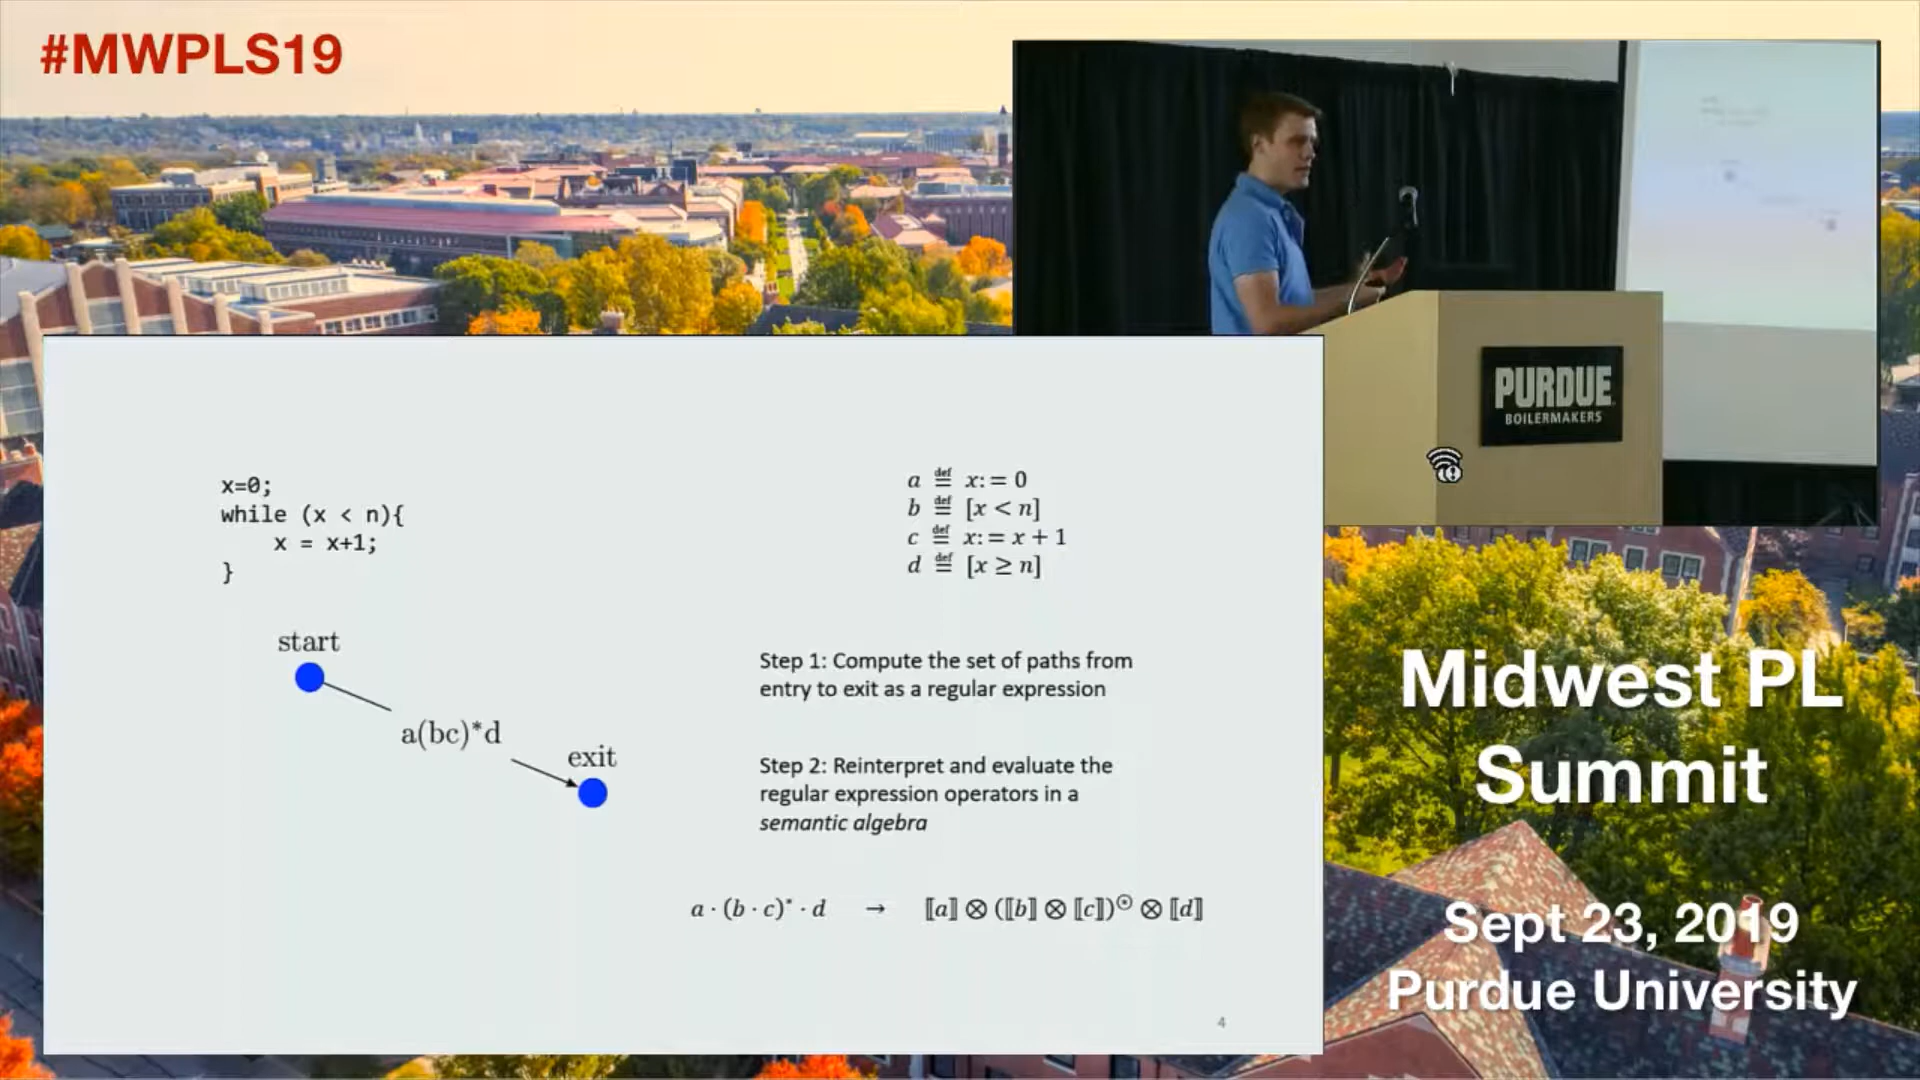 #MWPLS19
PURDUE
BOILERMAKERS
x=0;
while (x < n){
x = x+1;
}
a ≝ x:= 0
b ≝ [x < n]
c ≝ x:= x + 1
d ≝ [x ≥ n]
start
a(bc)*d
exit
Step 1: Compute the set of paths from
entry to exit as a regular expression
Step 2: Reinterpret and evaluate the
regular expression operators in a
semantic algebra
a · (b · c)* · d → ⟦a⟧ ⊗ (⟦b⟧ ⊗ ⟦c⟧)^⊙ ⊗ ⟦d⟧
4
Midwest PL
Summit
Sept 23, 2019
Purdue University